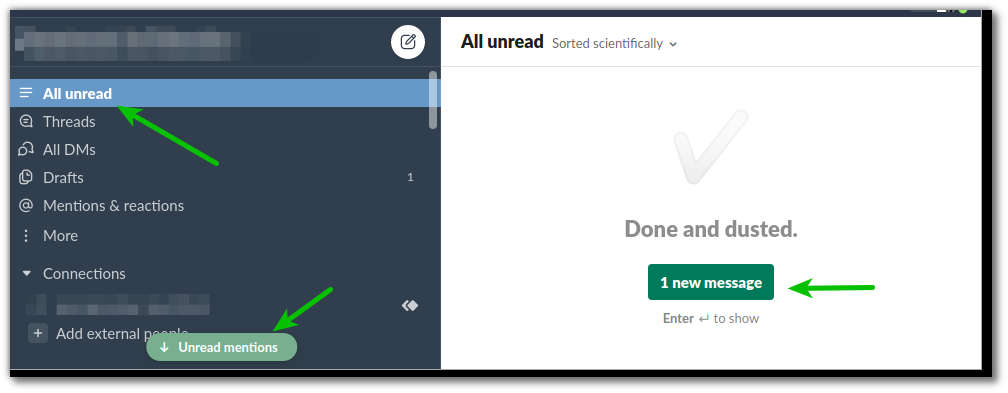 All unread
Threads
All DMs
Drafts 1
Mentions & reactions
More
Connections
Add external people
Unread mentions
All unread Sorted scientifically
Done and dusted.
1 new message
Enter ↵ to show